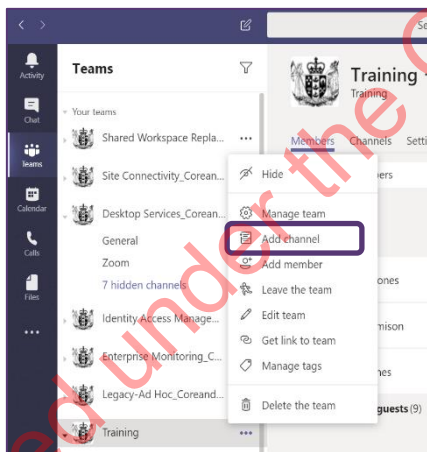 Se
Activity
Chat
Teams
Calendar
Calls
Files
Teams
Your teams
Shared Workspace Repla...
Site Connectivity_Corean...
Desktop Services_Corean...
General
Zoom
7 hidden channels
Identity Access Manage...
Enterprise Monitoring_C...
Legacy-Ad Hoc_Coreand...
Training
Hide
Manage team
Add channel
Add member
Leave the team
Edit team
Get link to team
Manage tags
Delete the team
Training
Training
Members Channels Setti
ers
ones
mison
nes
guests (9)
ed under the O